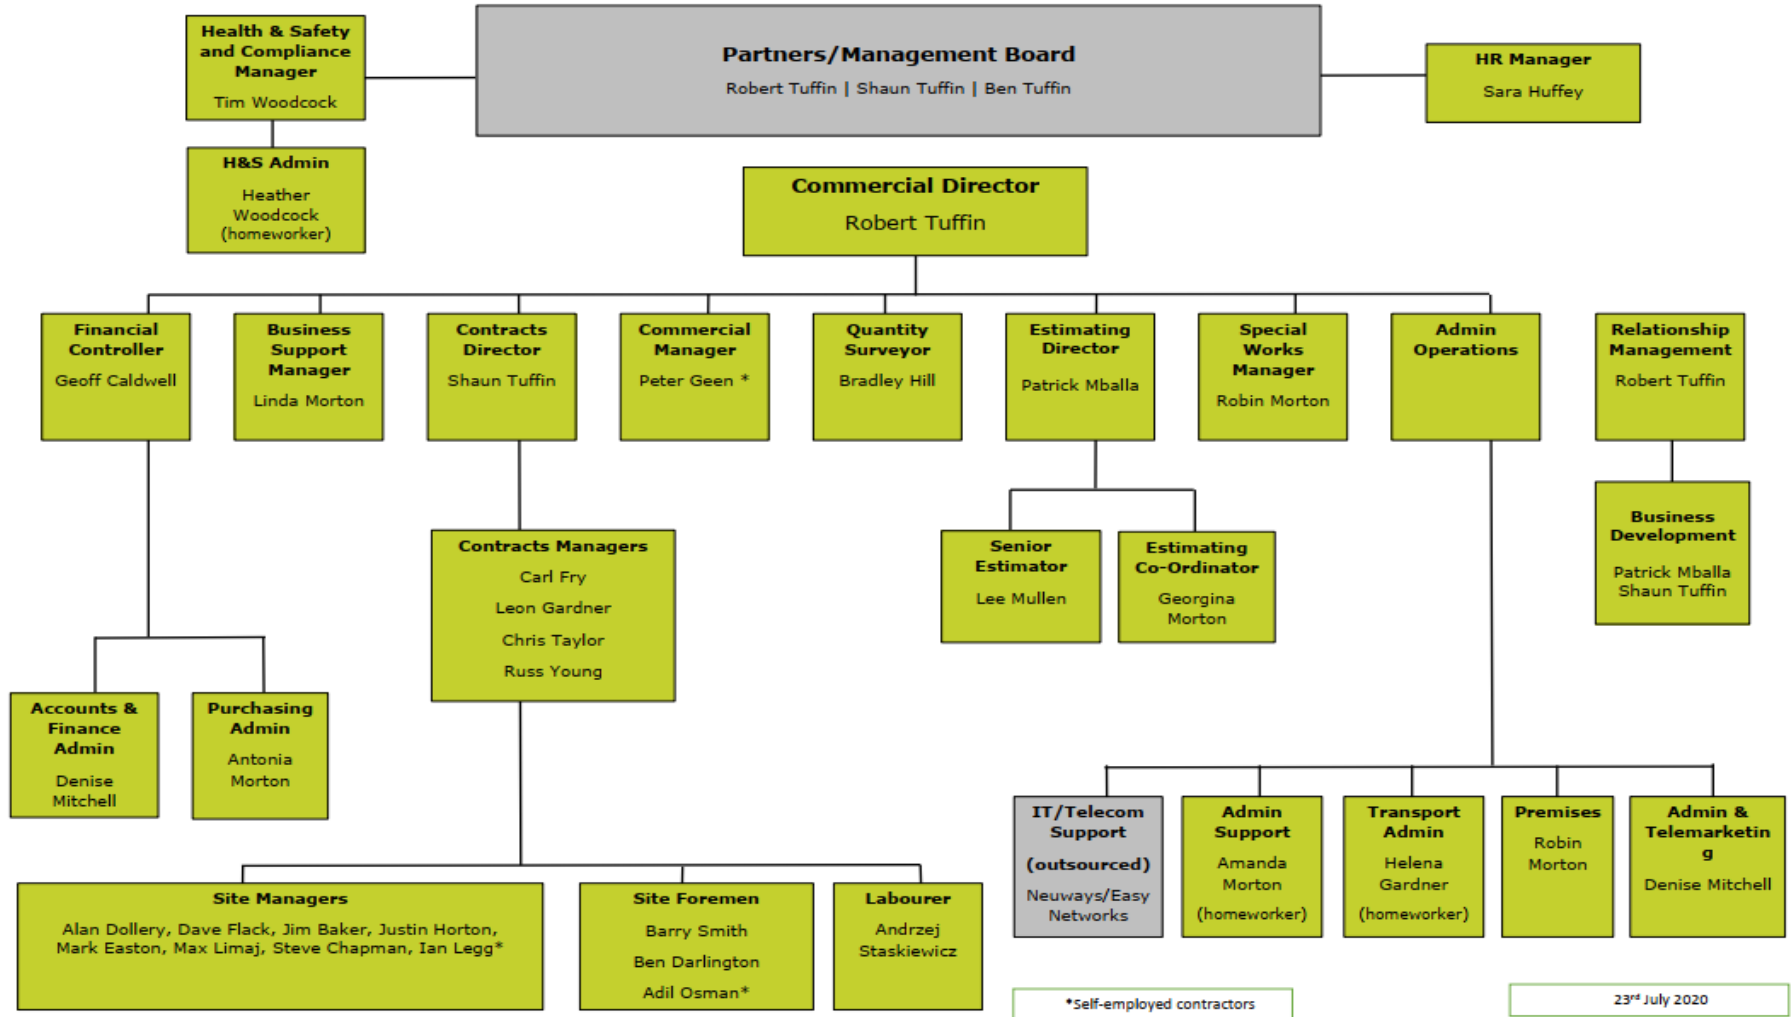 Health & Safety
and Compliance
Manager
Tim Woodcock
Partners/Management Board
Robert Tuffin | Shaun Tuffin | Ben Tuffin
HR Manager
Sara Huffey
H&S Admin
Heather
Woodcock
(homeworker)
Commercial Director
Robert Tuffin
Financial
Controller
Geoff Caldwell
Business
Support
Manager
Linda Morton
Contracts
Director
Shaun Tuffin
Commercial
Manager
Peter Geen *
Quantity
Surveyor
Bradley Hill
Estimating
Director
Patrick Mballa
Special
Works
Manager
Robin Morton
Admin
Operations
Relationship
Management
Robert Tuffin
Contracts Managers
Carl Fry
Leon Gardner
Chris Taylor
Russ Young
Senior
Estimator
Lee Mullen
Estimating
Co-Ordinator
Georgina
Morton
Business
Development
Patrick Mballa
Shaun Tuffin
Accounts &
Finance
Admin
Denise
Mitchell
Purchasing
Admin
Antonia
Morton
IT/Telecom
Support
(outsourced)
Neuways/Easy
Networks
Admin
Support
Amanda
Morton
(homeworker)
Transport
Admin
Helena
Gardner
(homeworker)
Premises
Robin
Morton
Admin &
Telemarketin
g
Denise Mitchell
Site Managers
Alan Dollery, Dave Flack, Jim Baker, Justin Horton,
Mark Easton, Max Limaj, Steve Chapman, Ian Legg*
Site Foremen
Barry Smith
Ben Darlington
Adil Osman*
Labourer
Andrzej
Staskiewicz
*Self-employed contractors
23rd July 2020